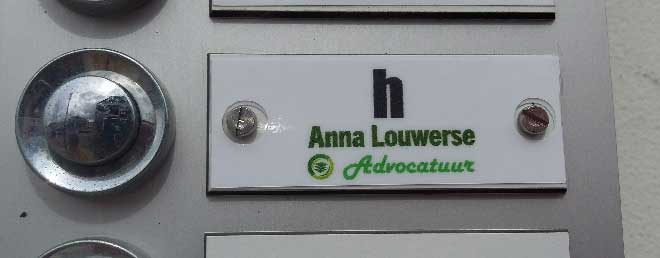 h
Anna Louwerse
Advocatuur